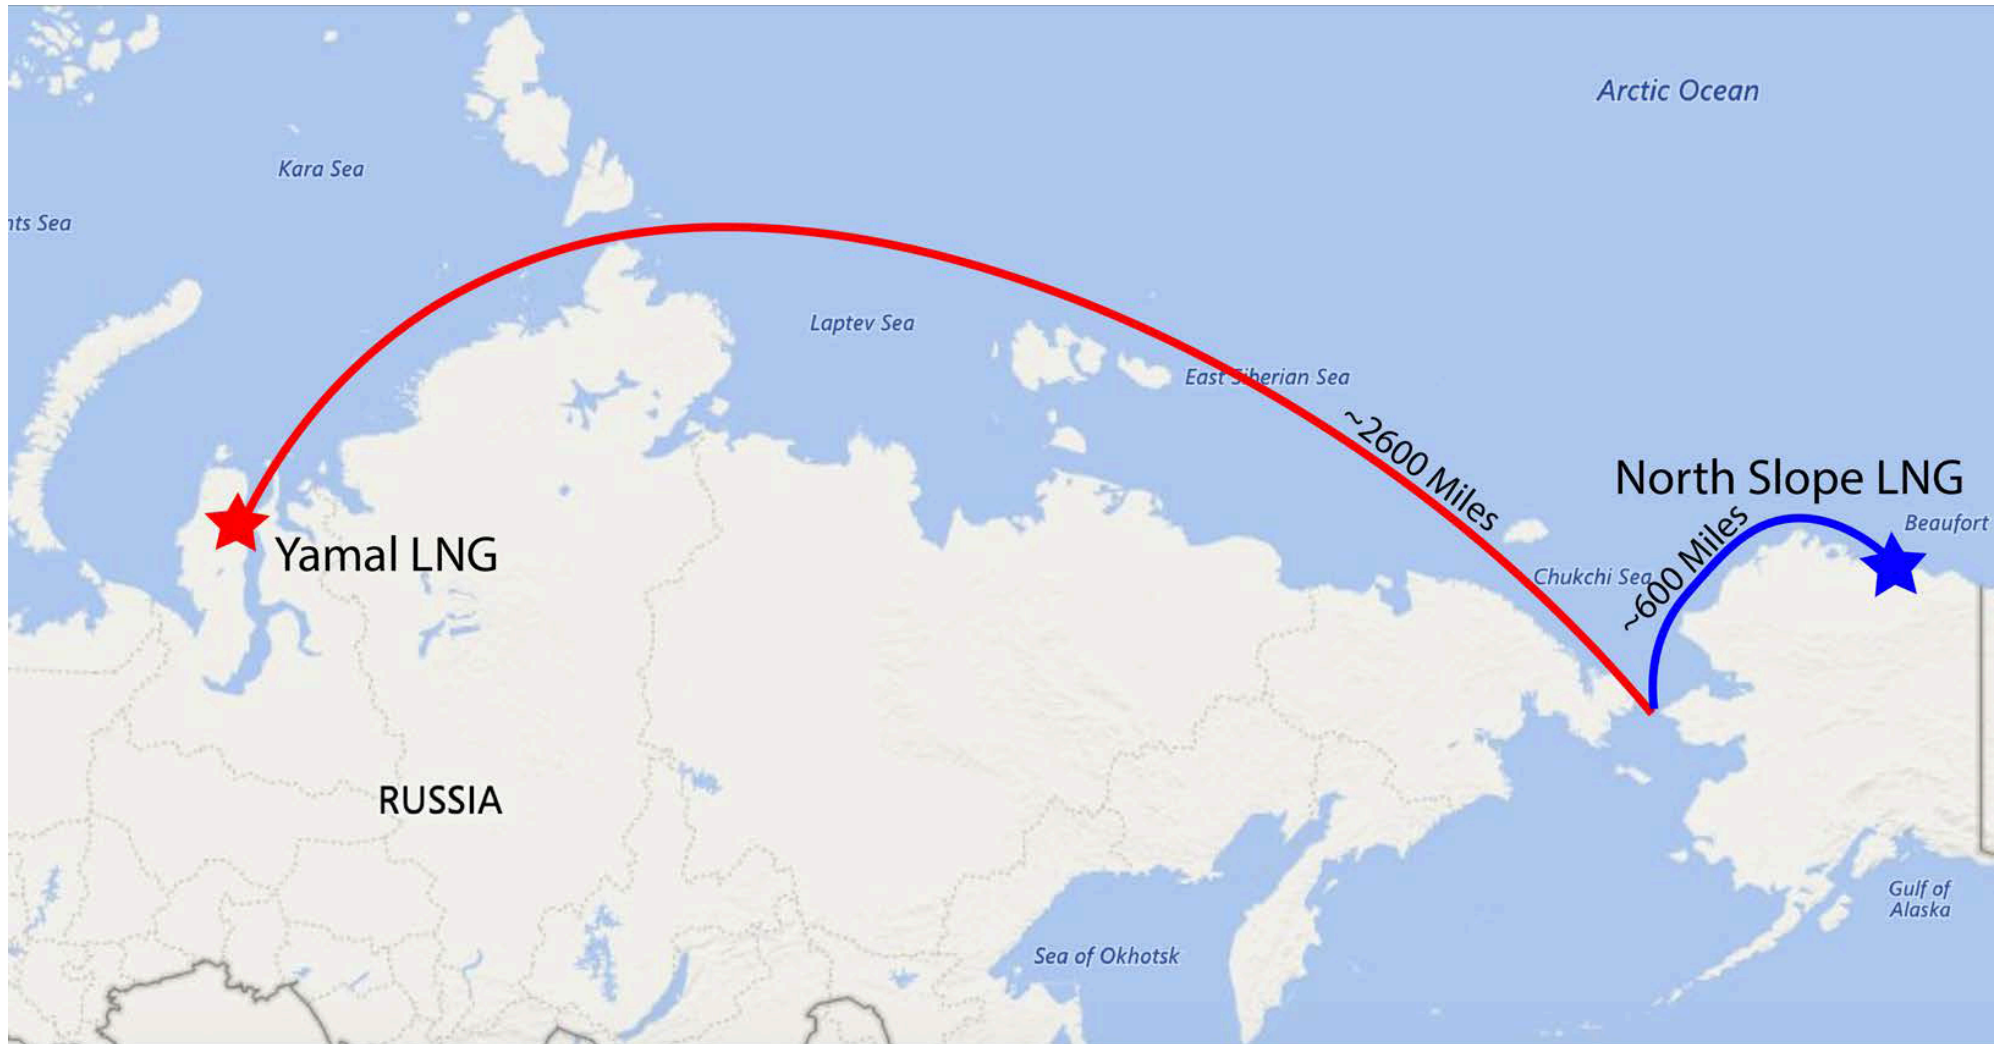 Arctic Ocean
Kara Sea
nts Sea
Laptev Sea
East Siberian Sea
~2600 Miles
North Slope LNG
Beaufort
~600 Miles
Chukchi Sea
Yamal LNG
RUSSIA
Gulf of
Alaska
Sea of Okhotsk